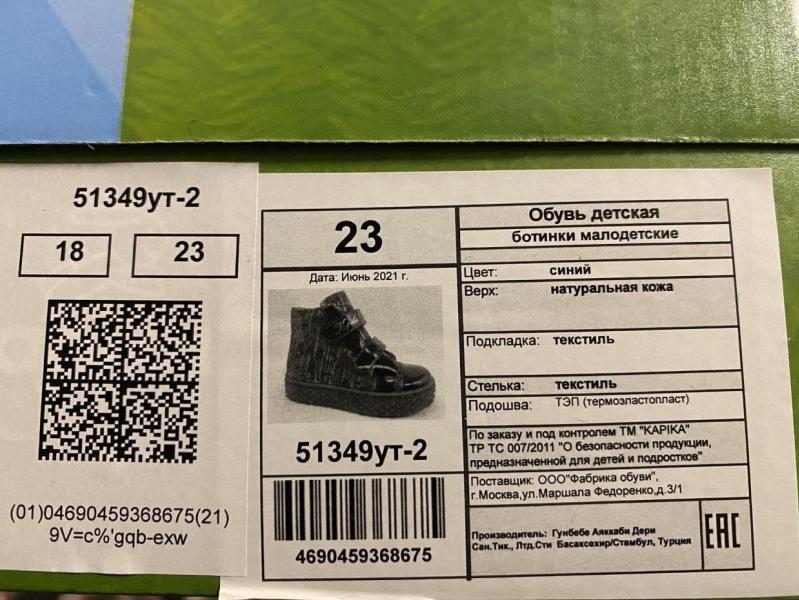 51349ут-2
18
23
(01)04690459368675(21)
9V=c%'gqb-exw
23
Дата: Июнь 2021 г.
51349ут-2
4690459368675
Обувь детская
ботинки малодетские
Цвет: синий
Верх: натуральная кожа
Подкладка: текстиль
Стелька: текстиль
Подошва: ТЭП (термоэластопласт)
По заказу и под контролем ТМ "KAPIKA"
ТР ТС 007/2011 "О безопасности продукции,
предназначенной для детей и подростков"
Поставщик: ООО"Фабрика обуви",
г.Москва,ул.Маршала Федоренко,д.3/1
Производитель: Гунбебе Аяккаби Дери
Сан.Тик., Лтд.Сти Басаксехир/Стамбул, Турция
ЕАС